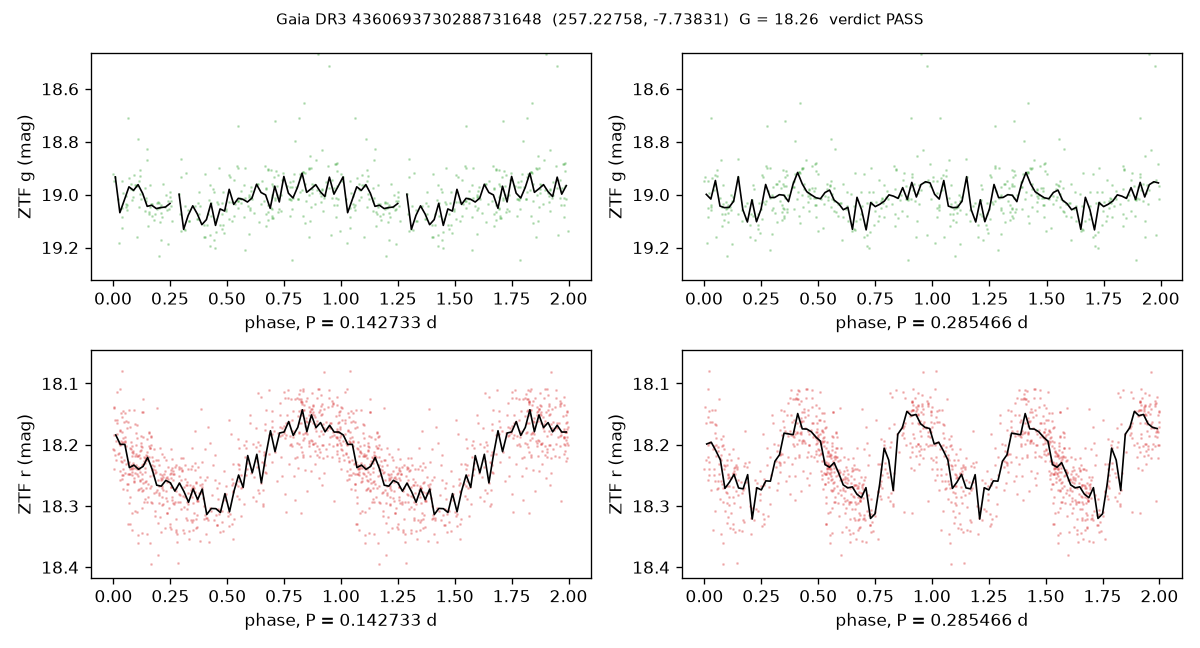 Gaia DR3 4360693730288731648  (257.22758, -7.73831)  G = 18.26  verdict PASS
ZTF g (mag)
18.6
18.8
19.0
19.2
0.00 0.25 0.50 0.75 1.00 1.25 1.50 1.75 2.00
phase, P = 0.142733 d
ZTF g (mag)
18.6
18.8
19.0
19.2
0.00 0.25 0.50 0.75 1.00 1.25 1.50 1.75 2.00
phase, P = 0.285466 d
ZTF r (mag)
18.1
18.2
18.3
18.4
0.00 0.25 0.50 0.75 1.00 1.25 1.50 1.75 2.00
phase, P = 0.142733 d
ZTF r (mag)
18.1
18.2
18.3
18.4
0.00 0.25 0.50 0.75 1.00 1.25 1.50 1.75 2.00
phase, P = 0.285466 d